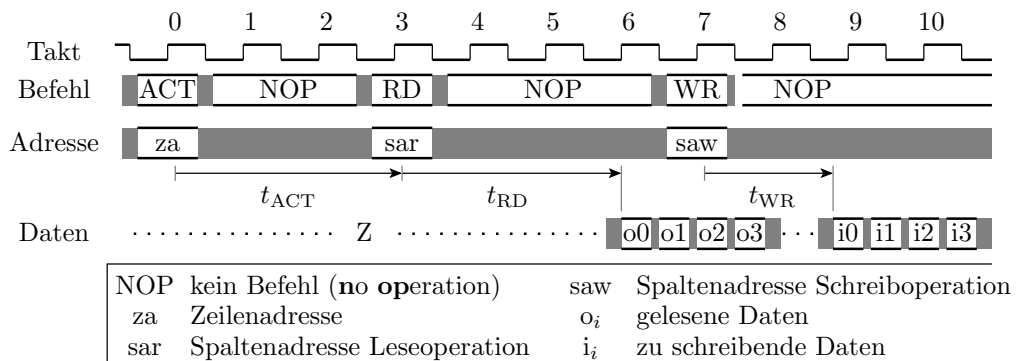 0 1 2 3 4 5 6 7 8 9 10
Takt
Befehl ACT NOP RD NOP WR NOP
Adresse za sar saw
tACT tRD tWR
Daten Z o0 o1 o2 o3 i0 i1 i2 i3
NOP kein Befehl (no operation) saw Spaltenadresse Schreiboperation
za Zeilenadresse oi gelesene Daten
sar Spaltenadresse Leseoperation ii zu schreibende Daten